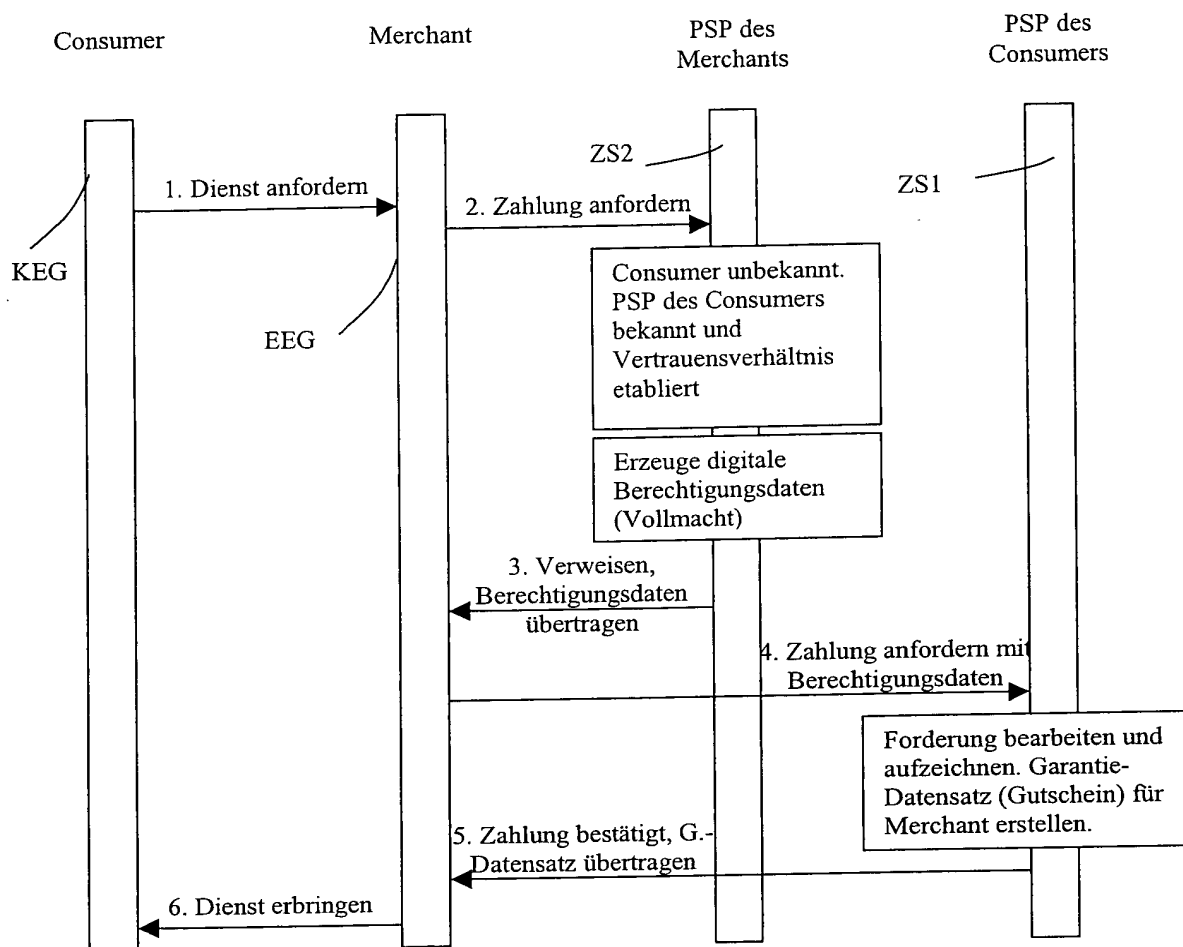 Consumer
Merchant
PSP des
Merchants
PSP des
Consumers
ZS2
ZS1
1. Dienst anfordern
2. Zahlung anfordern
KEG
EEG
Consumer unbekannt.
PSP des Consumers
bekannt und
Vertrauensverhältnis
etabliert
Erzeuge digitale
Berechtigungsdaten
(Vollmacht)
3. Verweisen,
Berechtigungsdaten
übertragen
4. Zahlung anfordern mit
Berechtigungsdaten
Forderung bearbeiten und
aufzeichnen. Garantie-
Datensatz (Gutschein) für
Merchant erstellen.
5. Zahlung bestätigt, G.-
Datensatz übertragen
6. Dienst erbringen